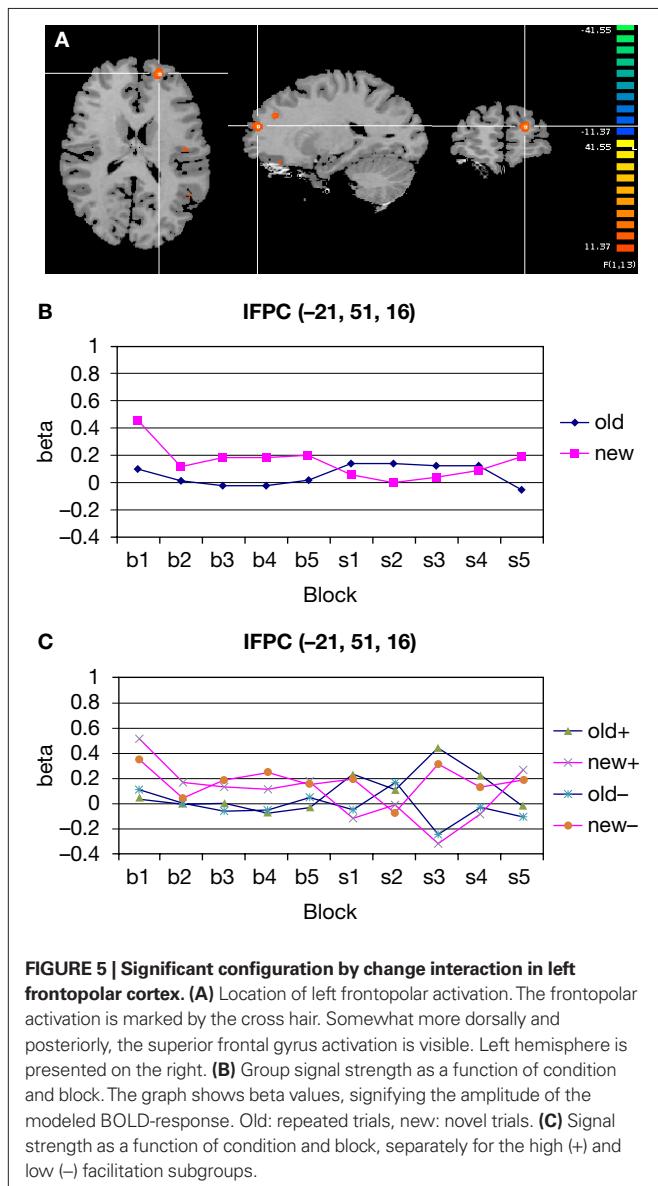 A
-41.55
-11.37
41.55
11.37
F(1,13)
B
lFPC (–21, 51, 16)
1
0.8
0.6
0.4
0.2
0
–0.2
–0.4
beta
b1 b2 b3 b4 b5 s1 s2 s3 s4 s5
Block
old
new
C
lFPC (–21, 51, 16)
1
0.8
0.6
0.4
0.2
0
–0.2
–0.4
beta
b1 b2 b3 b4 b5 s1 s2 s3 s4 s5
Block
old+
new+
old–
new–
FIGURE 5 | Significant configuration by change interaction in left
frontopolar cortex. (A) Location of left frontopolar activation. The frontopolar
activation is marked by the cross hair. Somewhat more dorsally and
posteriorly, the superior frontal gyrus activation is visible. Left hemisphere is
presented on the right. (B) Group signal strength as a function of condition
and block. The graph shows beta values, signifying the amplitude of the
modeled BOLD-response. Old: repeated trials, new: novel trials. (C) Signal
strength as a function of condition and block, separately for the high (+) and
low (–) facilitation subgroups.